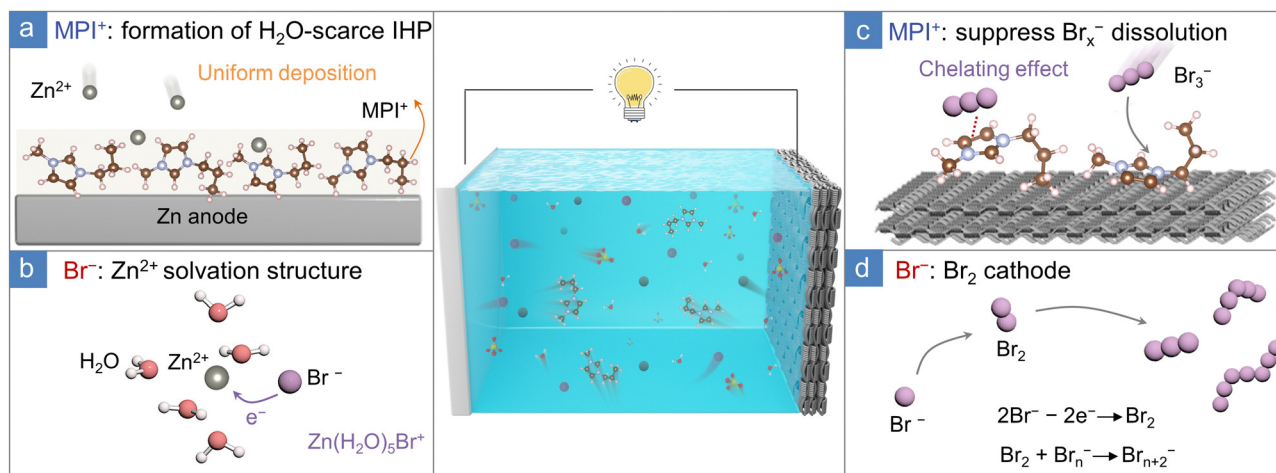 a MPI⁺: formation of H₂O-scarce IHP
Uniform deposition
Zn²⁺
MPI⁺
Zn anode
b Br⁻: Zn²⁺ solvation structure
H₂O
Zn²⁺
Br⁻
e⁻
Zn(H₂O)₅Br⁺
c MPI⁺: suppress Brₓ⁻ dissolution
Chelating effect
Br₃⁻
d Br⁻: Br₂ cathode
Br₂
Br⁻
2Br⁻ − 2e⁻→Br₂
Br₂ + Brₙ⁻→Brₙ₊₂⁻